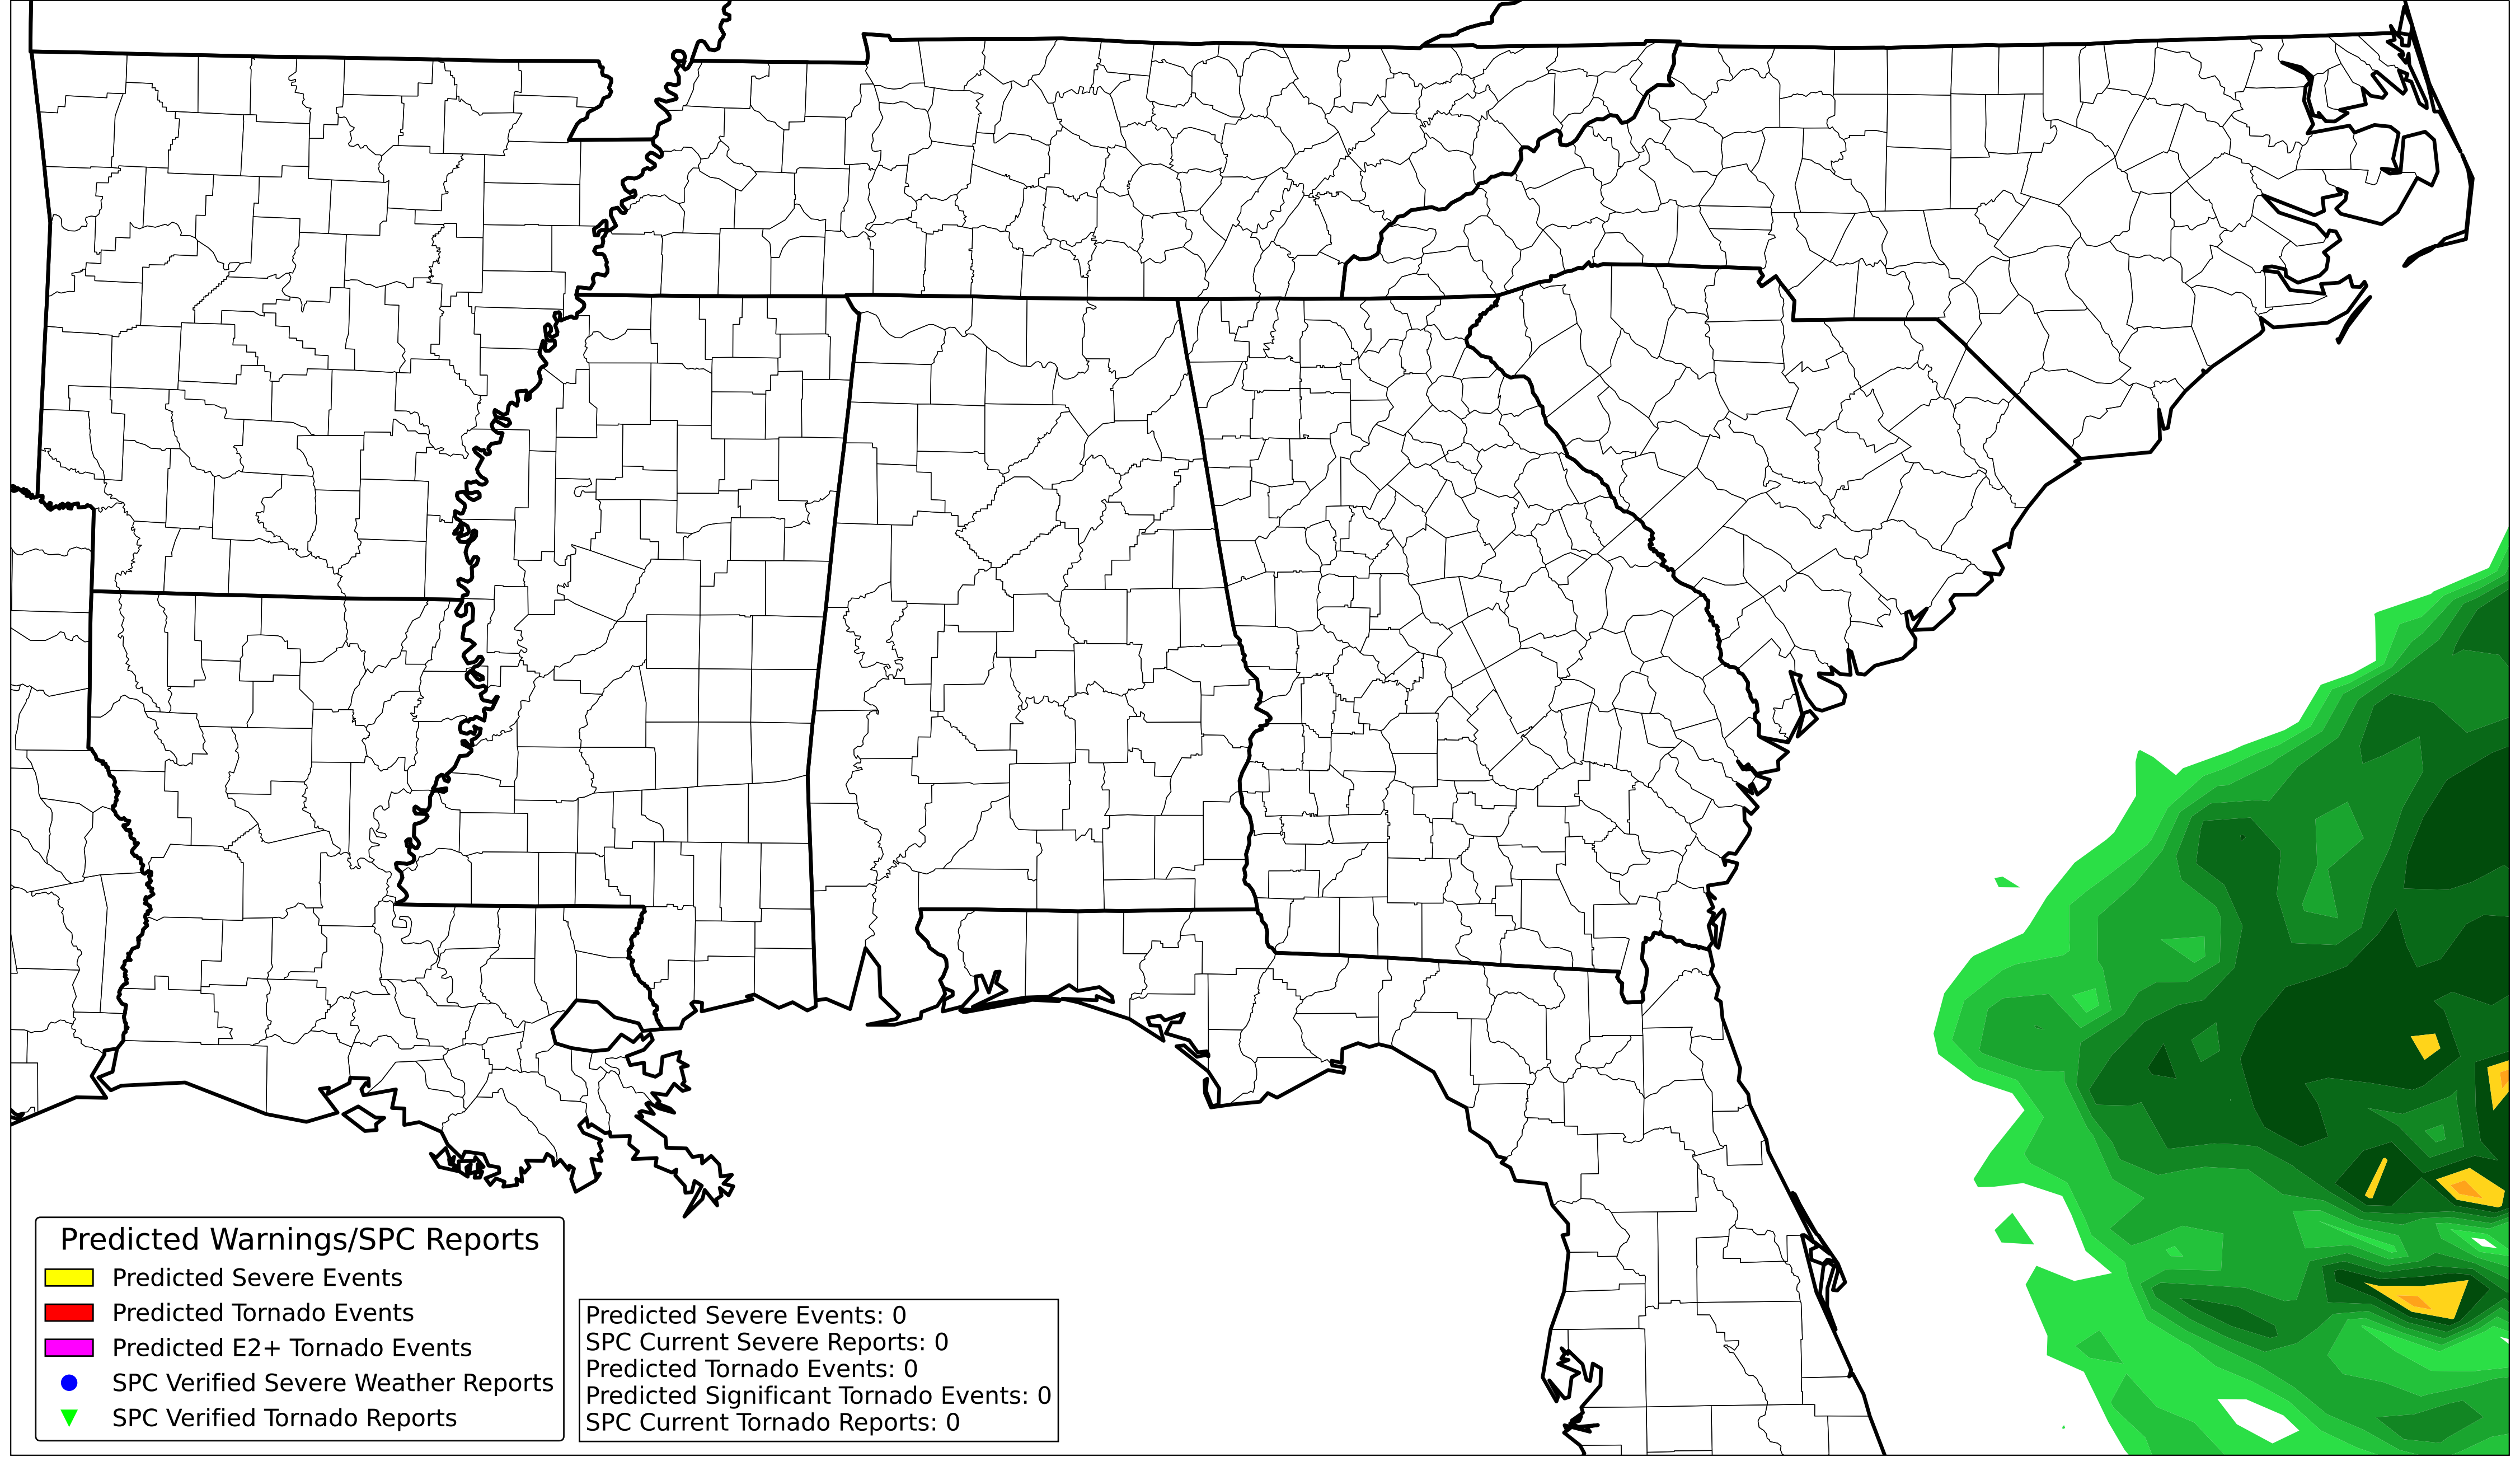 Predicted Warnings/SPC Reports
Predicted Severe Events
Predicted Tornado Events
Predicted E2+ Tornado Events
SPC Verified Severe Weather Reports
SPC Verified Tornado Reports
Predicted Severe Events: 0
SPC Current Severe Reports: 0
Predicted Tornado Events: 0
Predicted Significant Tornado Events: 0
SPC Current Tornado Reports: 0